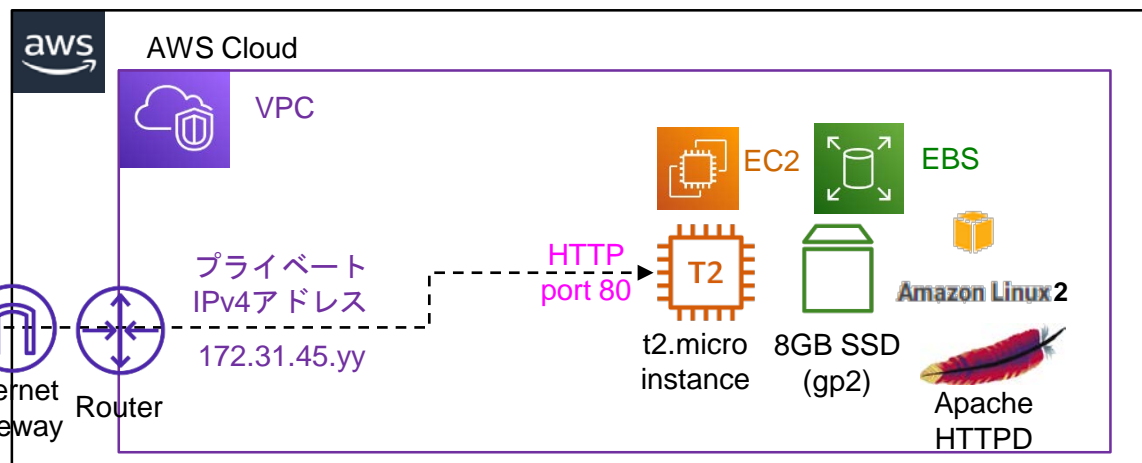 aws
AWS Cloud
VPC
EC2
EBS
プライベート
IPv4アドレス
172.31.45.yy
HTTP
port 80
T2
Amazon Linux 2
t2.micro
instance
8GB SSD
(gp2)
Apache
HTTPD
ernet
eway
Router